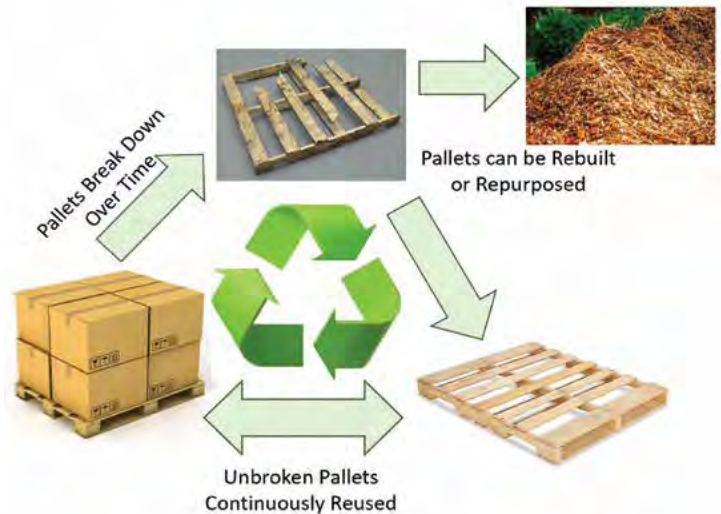 Pallets Break Down
Over Time
Pallets can be Rebuilt
or Repurposed
Unbroken Pallets
Continuously Reused